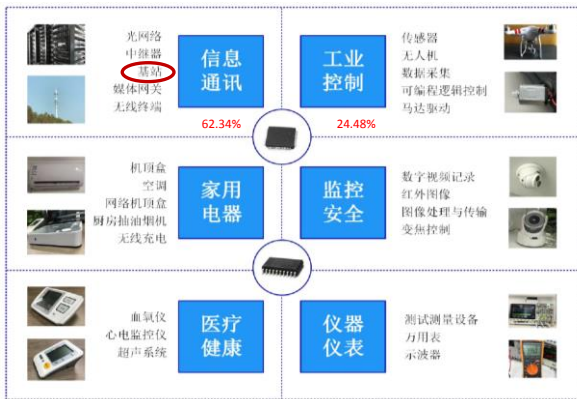 光网络
中继器
基站
媒体网关
无线终端
信息
通讯
62.34%
工业
控制
24.48%
传感器
无人机
数据采集
可编程逻辑控制
马达驱动
机顶盒
空调
网络机顶盒
厨房抽油烟机
无线充电
家用
电器
监控
安全
数字视频记录
红外图像
图像处理与传输
变焦控制
血氧仪
心电监控仪
超声系统
医疗
健康
仪器
仪表
测试测量设备
万用表
示波器